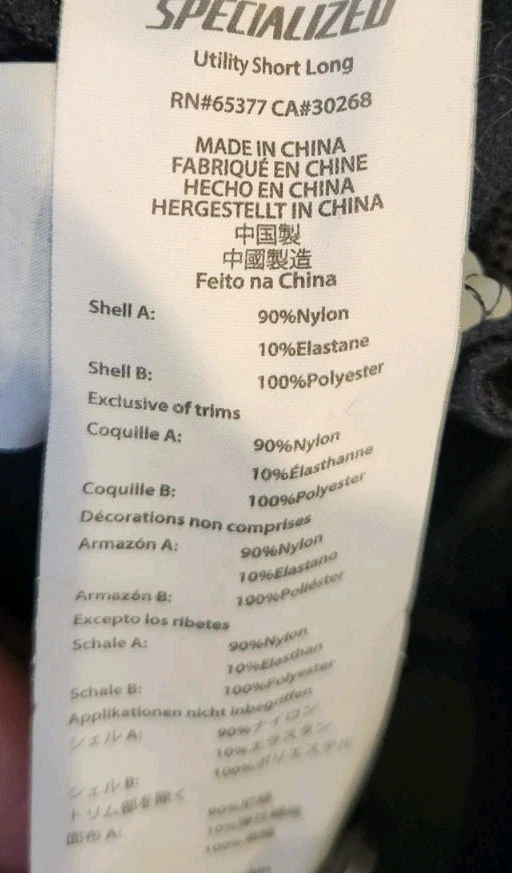 SPECIALIZED
Utility Short Long
RN#65377 CA#30268
MADE IN CHINA
FABRIQUÉ EN CHINE
HECHO EN CHINA
HERGESTELLT IN CHINA
中国製
中國製造
Feito na China
Shell A: 90%Nylon
10%Elastane
Shell B: 100%Polyester
Exclusive of trims
Coquille A: 90%Nylon
10%Élasthanne
Coquille B: 100%Polyester
Décorations non comprises
Armazón A: 90%Nylon
10%Elastano
Armazón B: 100%Poliéster
Excepto los ribetes
Schale A: 90%Nylon
10%Elasthan
Schale B: 100%Polyester
Applikationen nicht inbegriffen
シェル A: 90%ナイロン
10%エラスタン
シェル B: 100%ポリエステル
トリム部を除く
面布 A: